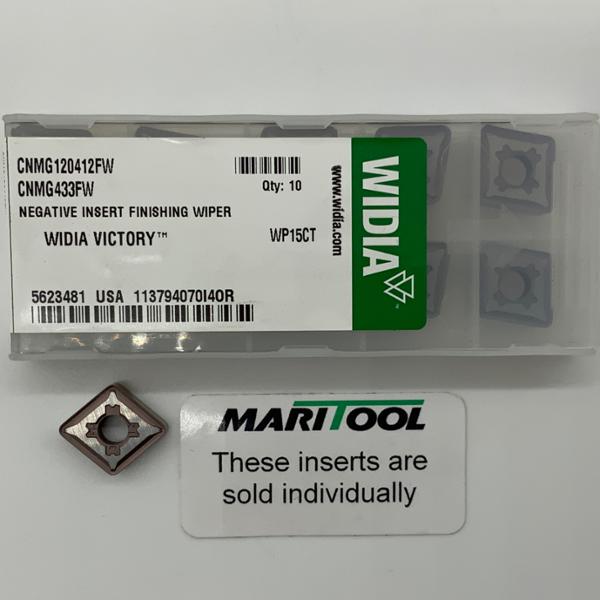 CNMG120412FW
CNMG433FW
Qty: 10
NEGATIVE INSERT FINISHING WIPER
WIDIA VICTORY™
WP15CT
5623481 USA 113794070I4OR
WIDIA
www.widia.com
MARITOOL
These inserts are
sold individually